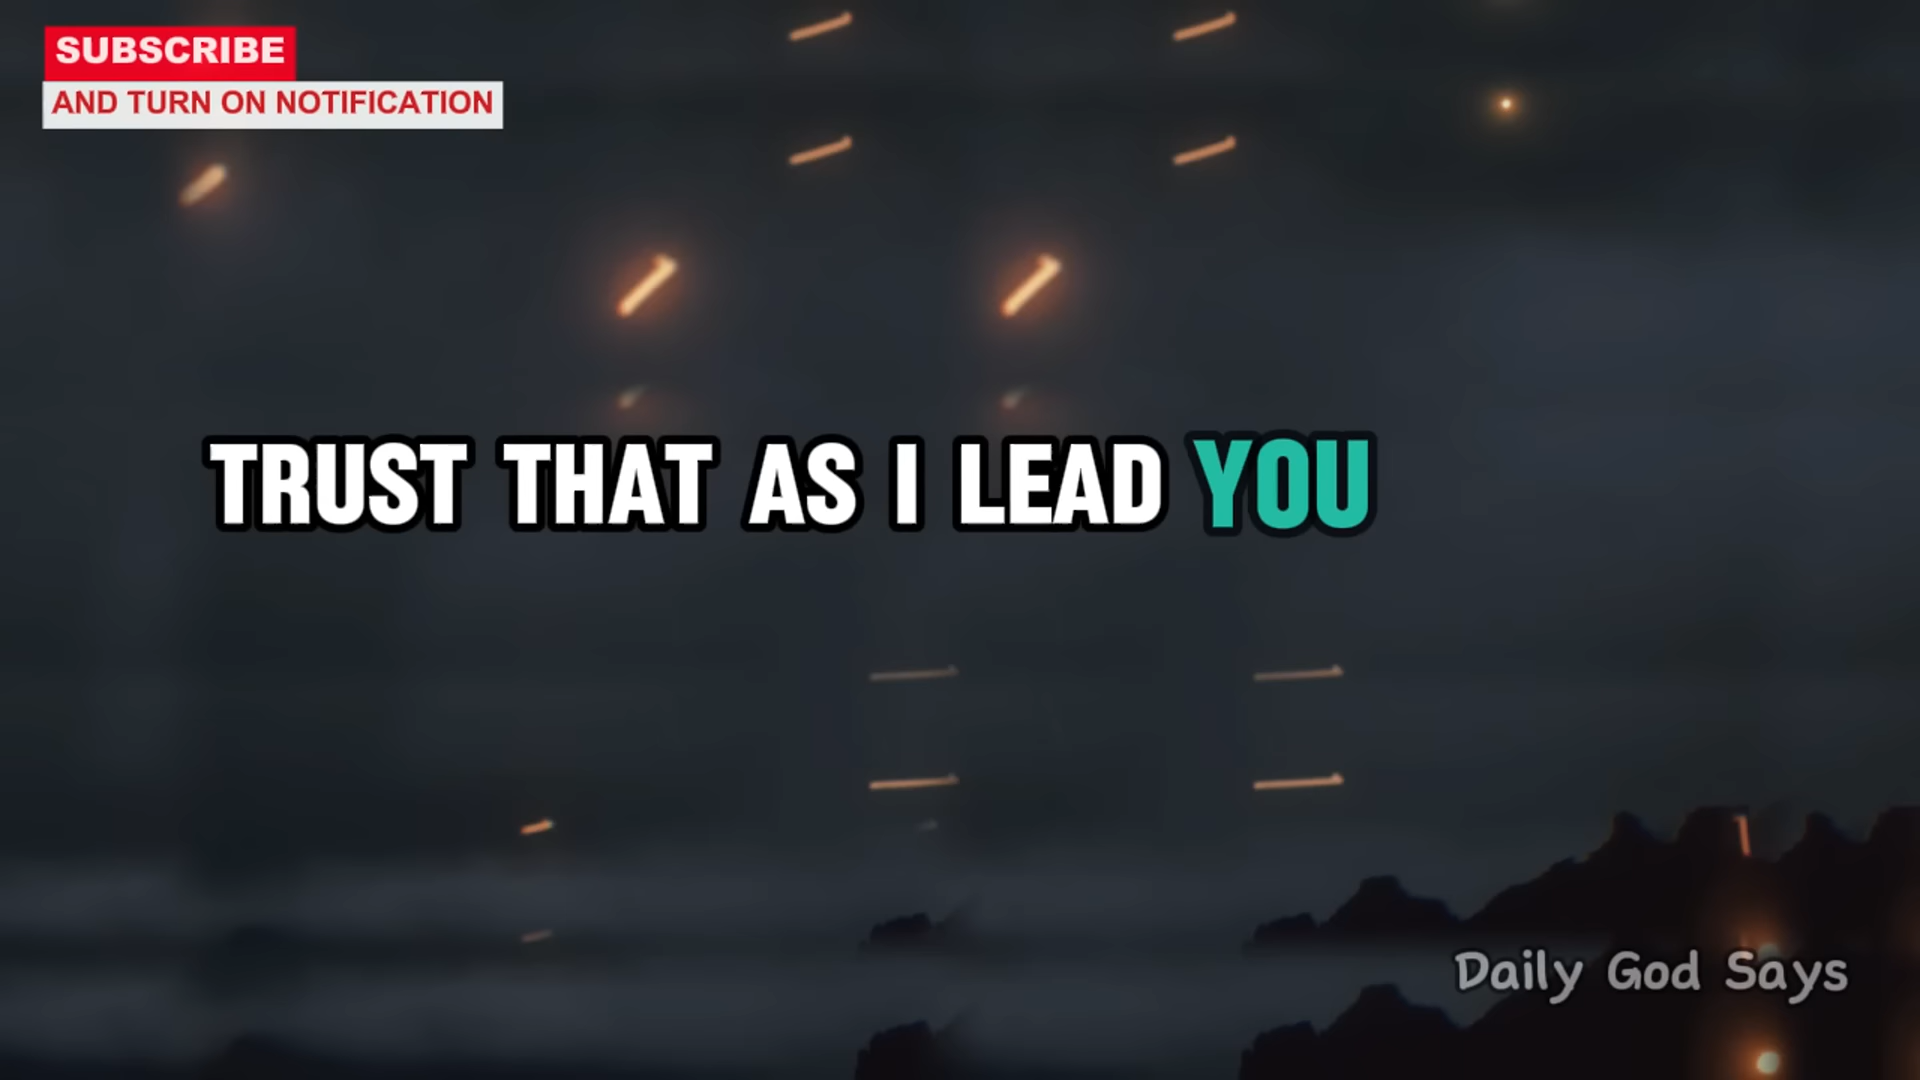 SUBSCRIBE
AND TURN ON NOTIFICATION
TRUST THAT AS I LEAD YOU
Daily God Says